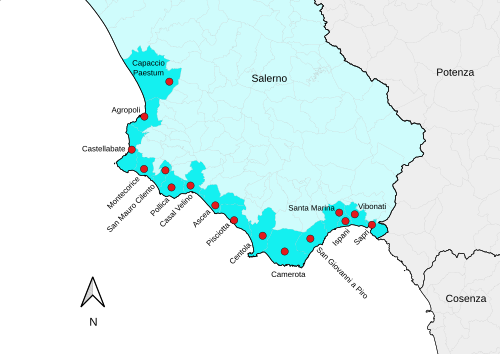 Capaccio
Paestum
Salerno
Potenza
Agropoli
Castellabate
Montecorice
San Mauro Cilento
Pollica
Casal Velino
Ascea
Pisciotta
Centola
Camerota
San Giovanni a Piro
Santa Marina
Vibonati
Ispani
Sapri
Cosenza
N